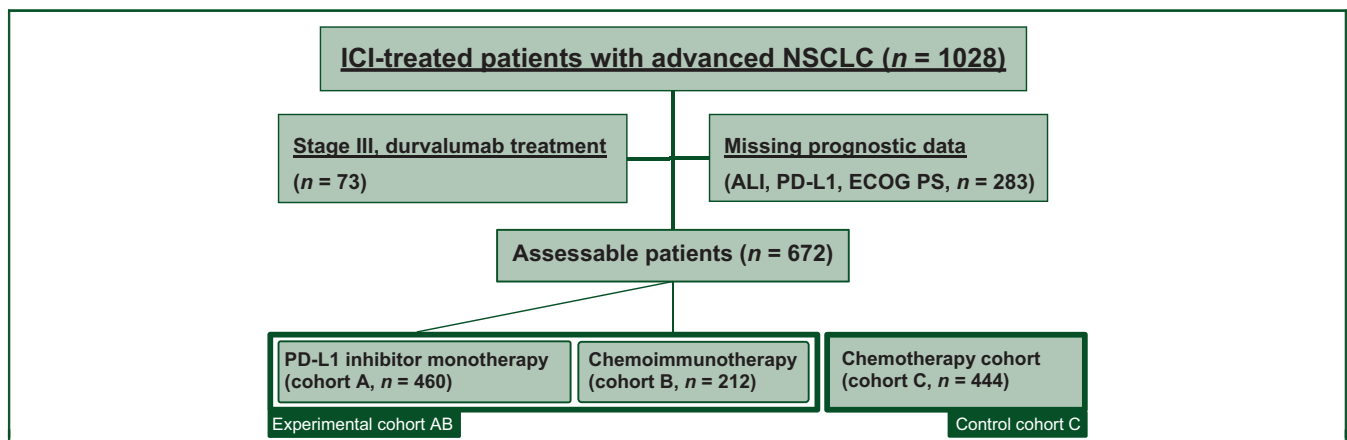 ICI-treated patients with advanced NSCLC (n = 1028)
Stage III, durvalumab treatment
(n = 73)
Missing prognostic data
(ALI, PD-L1, ECOG PS, n = 283)
Assessable patients (n = 672)
PD-L1 inhibitor monotherapy
(cohort A, n = 460)
Chemoimmunotherapy
(cohort B, n = 212)
Chemotherapy cohort
(cohort C, n = 444)
Experimental cohort AB
Control cohort C